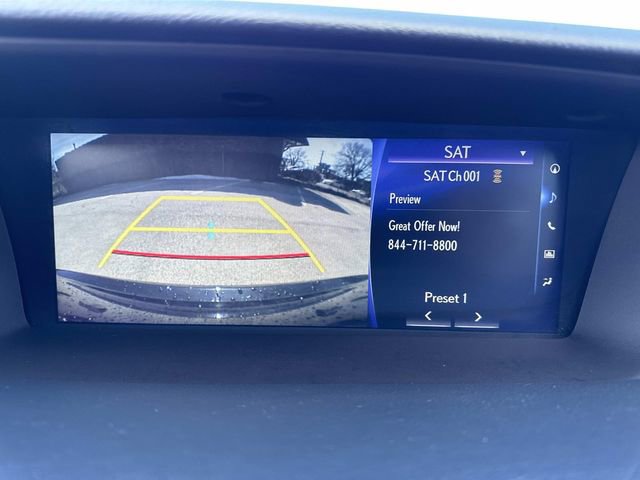 SAT
SAT Ch 001
Preview
Great Offer Now!
844-711-8800
Preset 1